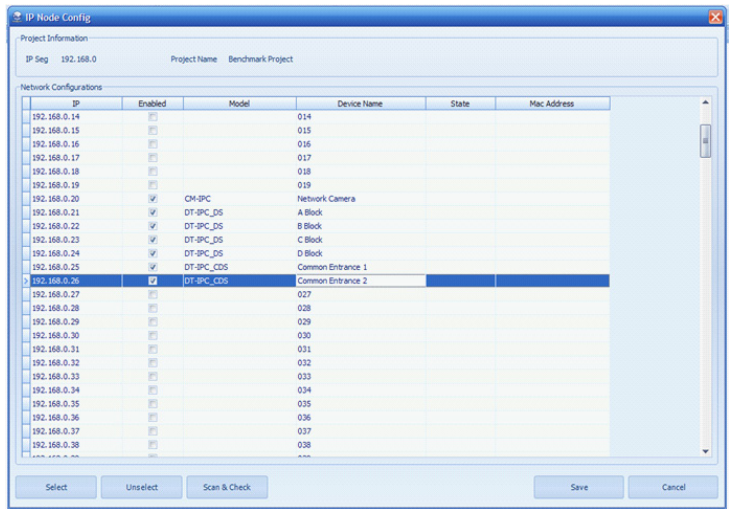 IP Node Config
Project Information
IP Seg 192.168.0 Project Name Benchmark Project
Network Configurations
IP Enabled Model Device Name State Mac Address
192.168.0.14 014
192.168.0.15 015
192.168.0.16 016
192.168.0.17 017
192.168.0.18 018
192.168.0.19 019
192.168.0.20 CM-IPC Network Camera
192.168.0.21 DT-IPC_DS A Block
192.168.0.22 DT-IPC_DS B Block
192.168.0.23 DT-IPC_DS C Block
192.168.0.24 DT-IPC_DS D Block
192.168.0.25 DT-IPC_CDS Common Entrance 1
192.168.0.26 DT-IPC_CDS Common Entrance 2
192.168.0.27 027
192.168.0.28 028
192.168.0.29 029
192.168.0.30 030
192.168.0.31 031
192.168.0.32 032
192.168.0.33 033
192.168.0.34 034
192.168.0.35 035
192.168.0.36 036
192.168.0.37 037
192.168.0.38 038
Select Unselect Scan & Check Save Cancel